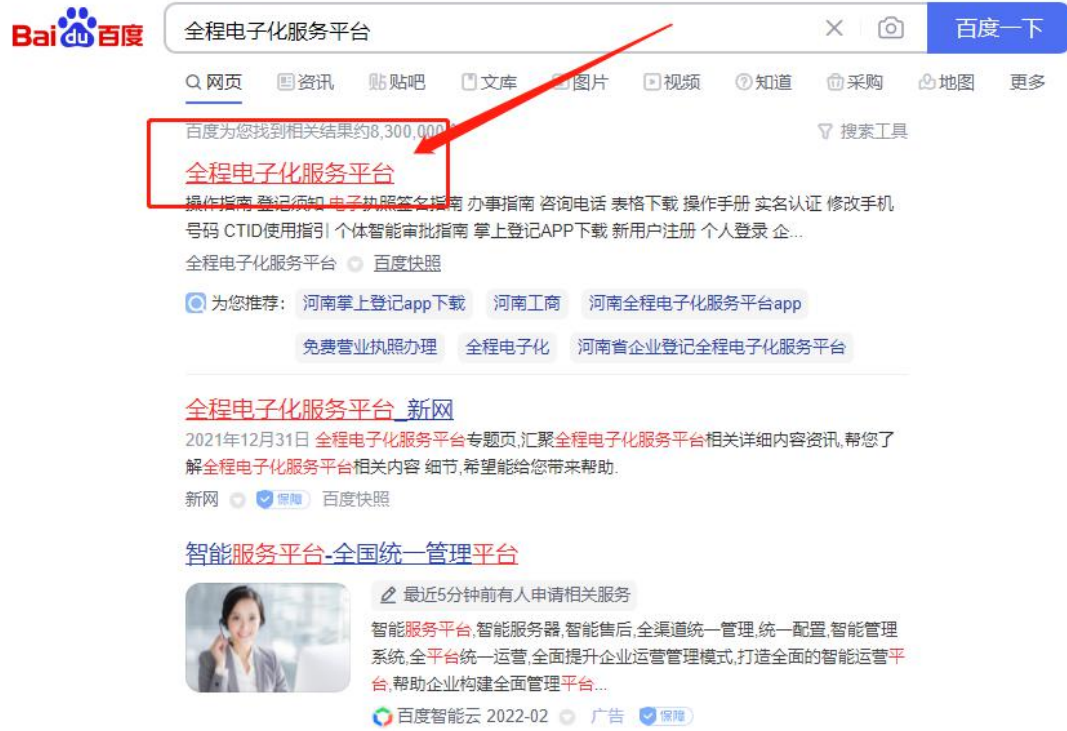 Bai du 百度
全程电子化服务平台
百度一下
网页 资讯 贴吧 文库 图片 视频 知道 采购 地图 更多
百度为您找到相关结果约8,300,000
搜索工具
全程电子化服务平台
操作指南 登记须知 电子执照签名指南 办事指南 咨询电话 表格下载 操作手册 实名认证 修改手机
号码 CTID使用指引 个体智能审批指南 掌上登记APP下载 新用户注册 个人登录 企...
全程电子化服务平台 百度快照
为您推荐: 河南掌上登记app下载 河南工商 河南全程电子化服务平台app
免费营业执照办理 全程电子化 河南省企业登记全程电子化服务平台
全程电子化服务平台_新网
2021年12月31日 全程电子化服务平台专题页,汇聚全程电子化服务平台相关详细内容资讯,帮您了
解全程电子化服务平台相关内容 细节,希望能给您带来帮助.
新网 保障 百度快照
智能服务平台-全国统一管理平台
最近5分钟前有人申请相关服务
智能服务平台,智能服务器,智能售后,全渠道统一管理,统一配置,智能管理
系统,全平台统一运营,全面提升企业运营管理模式,打造全面的智能运营平
台,帮助企业构建全面管理平台...
百度智能云 2022-02 广告 保障